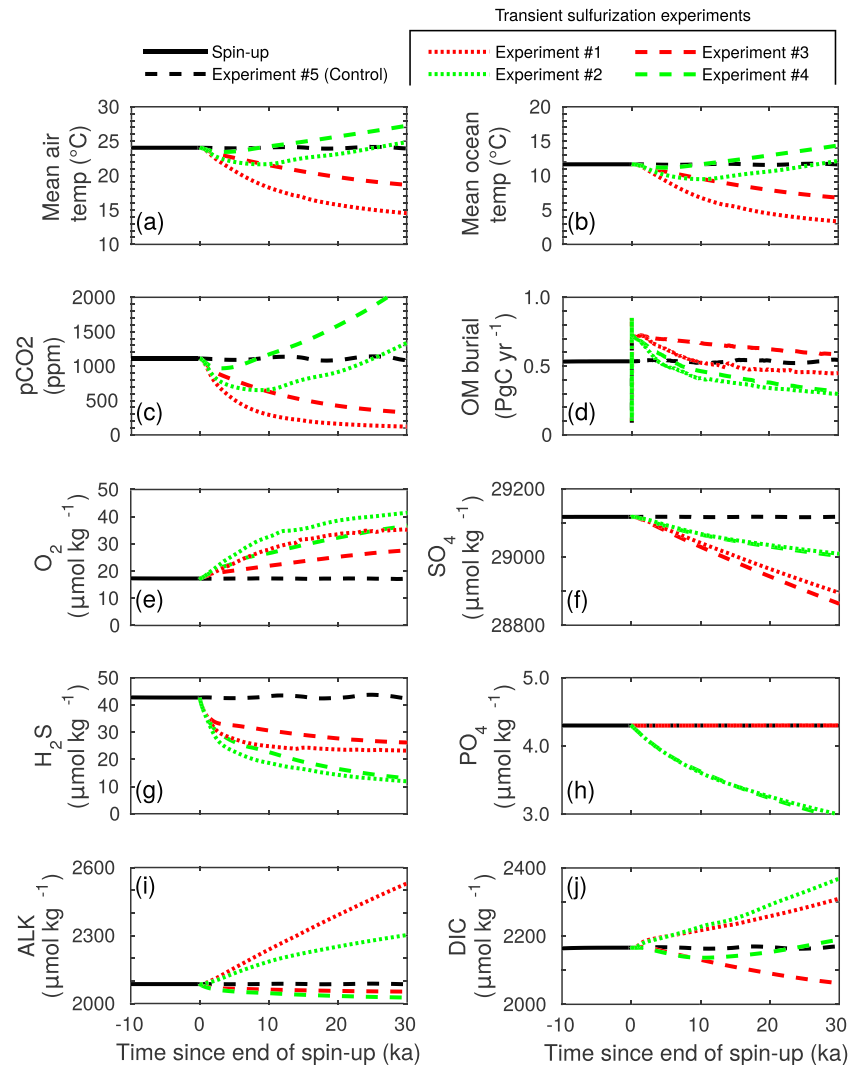 Transient sulfurization experiments
Spin-up
Experiment #5 (Control)
Experiment #1
Experiment #3
Experiment #2
Experiment #4
30
25
20
15
10
Mean air
temp (°C)
(a)
20
15
10
5
0
Mean ocean
temp (°C)
(b)
2000
1500
1000
500
0
pCO2
(ppm)
(c)
1.0
0.5
0
OM burial
(PgC yr -1)
(d)
50
40
30
20
10
0
O2
(µmol kg -1)
(e)
29200
29000
28800
SO4
(µmol kg -1)
(f)
50
40
30
20
10
0
H2S
(µmol kg -1)
(g)
5.0
4.0
3.0
PO4
(µmol kg -1)
(h)
2600
2300
2000
ALK
(µmol kg -1)
(i)
-10 0 10 20 30
Time since end of spin-up (ka)
2400
2200
2000
DIC
(µmol kg -1)
(j)
-10 0 10 20 30
Time since end of spin-up (ka)